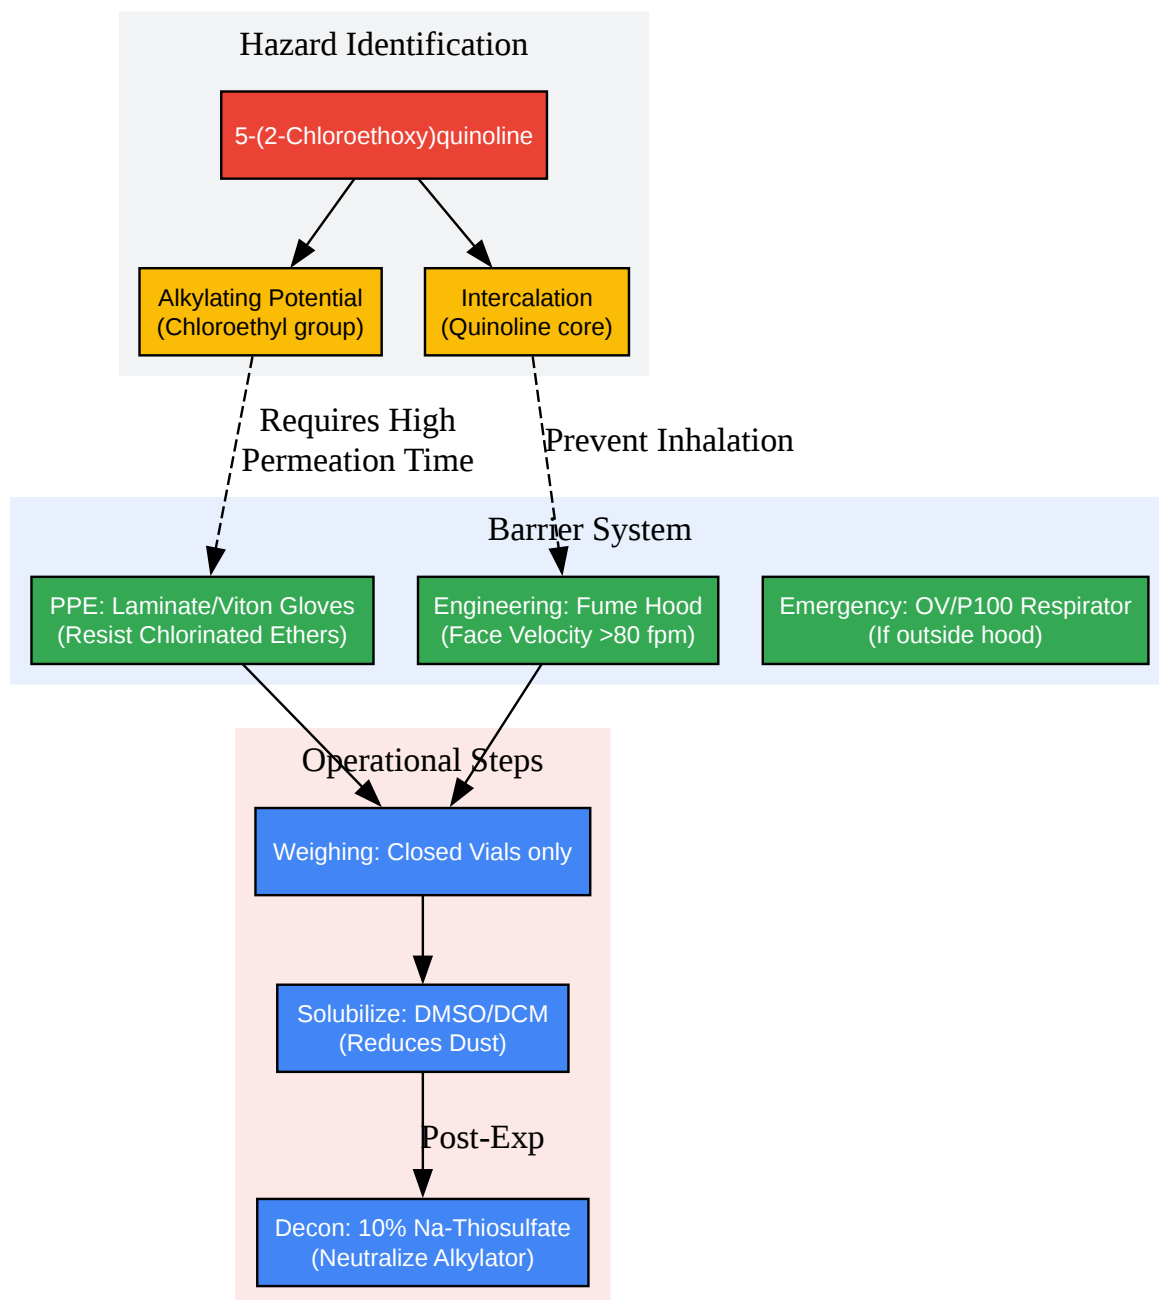 Hazard Identification
5-(2-Chloroethoxy)quinoline
Alkylating Potential
(Chloroethyl group)
Intercalation
(Quinoline core)
Requires High
Permeation Time
Prevent Inhalation
Barrier System
PPE: Laminate/Viton Gloves
(Resist Chlorinated Ethers)
Engineering: Fume Hood
(Face Velocity >80 fpm)
Emergency: OV/P100 Respirator
(If outside hood)
Operational Steps
Weighing: Closed Vials only
Solubilize: DMSO/DCM
(Reduces Dust)
Post-Exp
Decon: 10% Na-Thiosulfate
(Neutralize Alkylator)